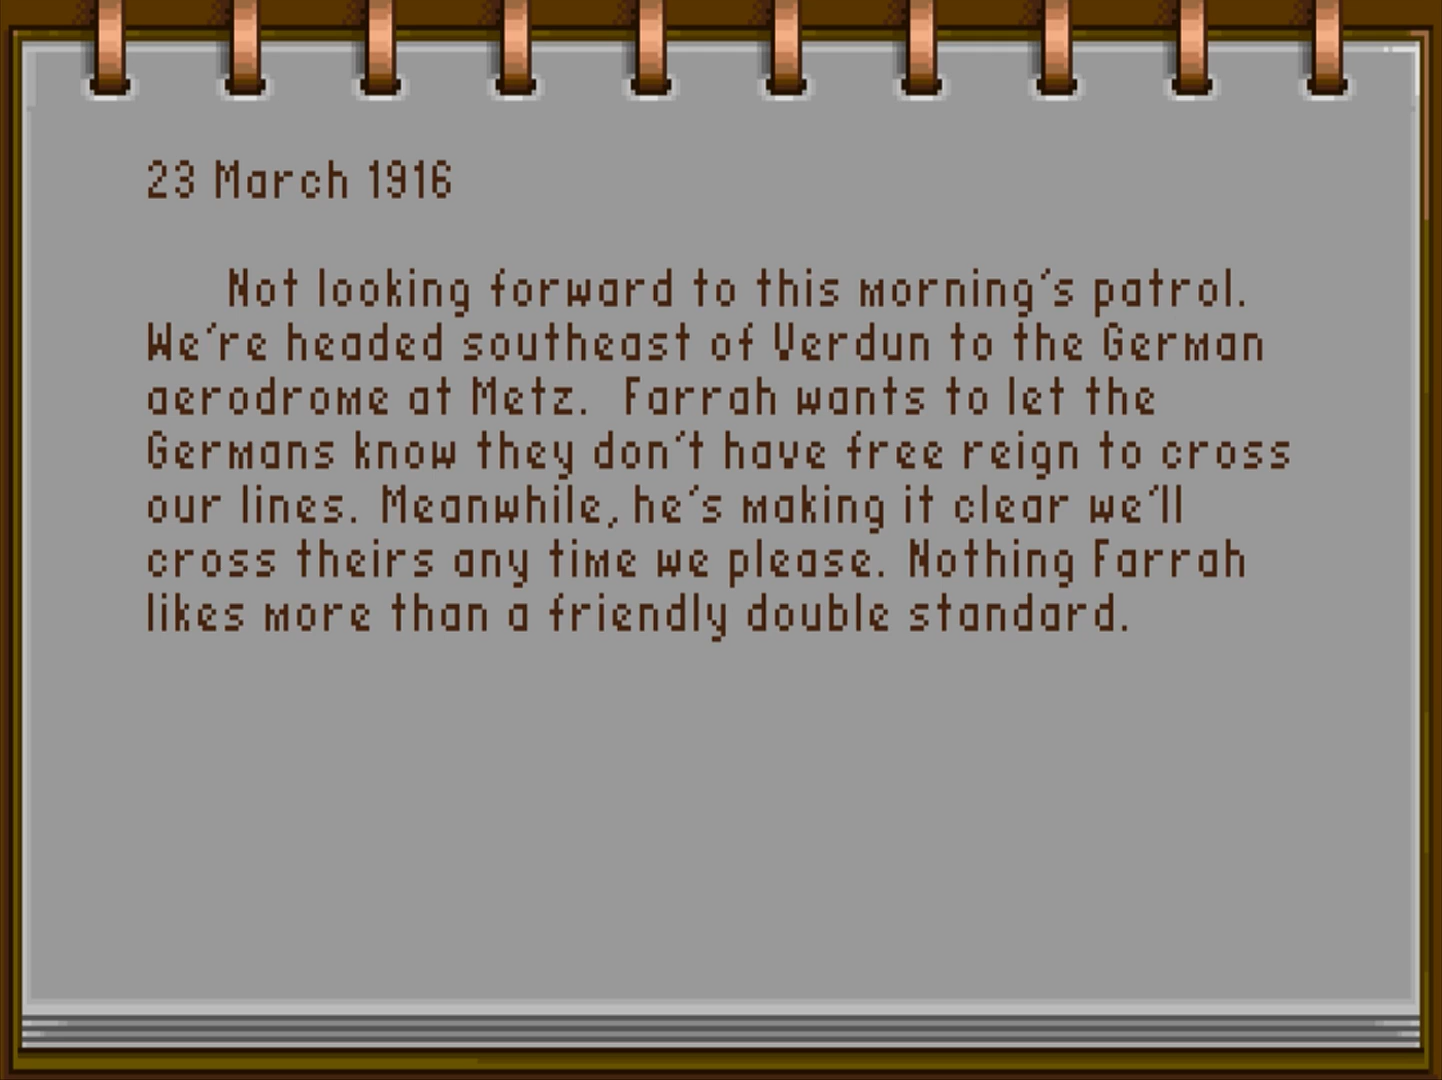 23 March 1916
Not looking forward to this morning's patrol.
We're headed southeast of Verdun to the German
aerodrome at Metz.  Farrah wants to let the
Germans know they don't have free reign to cross
our lines. Meanwhile, he's making it clear we'll
cross theirs any time we please. Nothing Farrah
likes more than a friendly double standard.